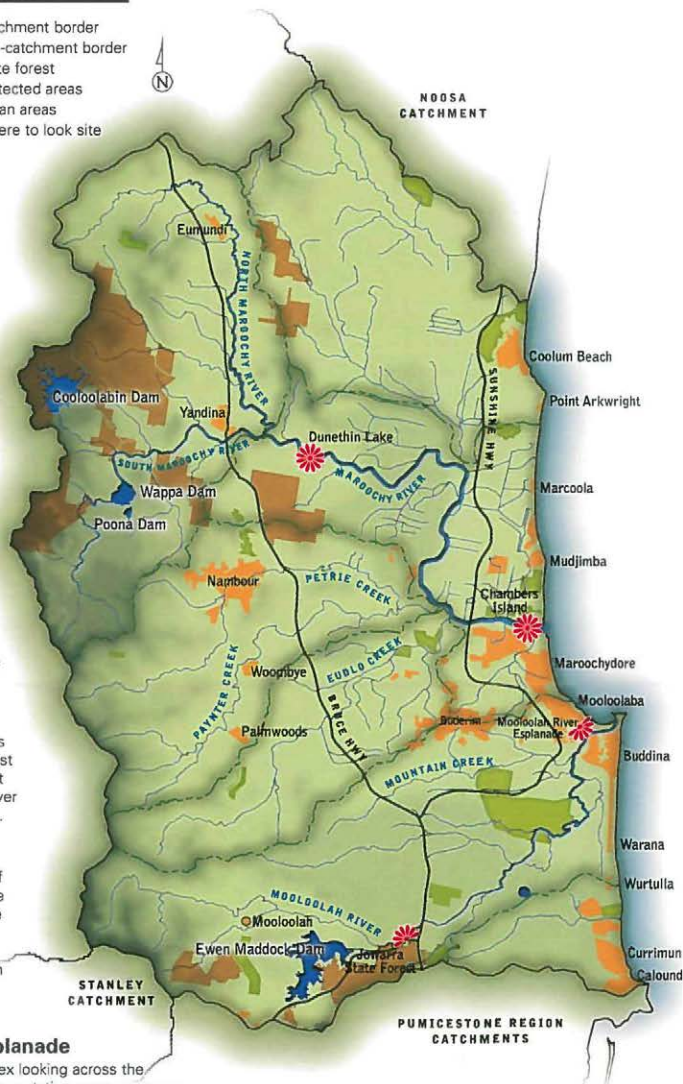 chment border
-catchment border
te forest
tected areas
an areas
ere to look site
N
NOOSA
CATCHMENT
Eumundi
NORTH MAROOCHY RIVER
SUNSHINE HWY
Coolum Beach
Cooloolabin Dam
Point Arkwright
Yandina
Dunethin Lake
SOUTH MAROOCHY RIVER
MAROOCHY RIVER
Wappa Dam
Marcoola
Poona Dam
Mudjimba
Nambour
PETRIE CREEK
Chambers
Island
EUDLO CREEK
Maroochydore
PAYNTER CREEK
Woombye
BRUCE HWY
Mooloolaba
Palmwoods
Buderim
Mooloolah River
Esplanade
s
st
t
ver
.
Buddina
MOUNTAIN CREEK
Warana
f
e
e
Wurtulla
MOOLOOLAH RIVER
Mooloolah
Ewen Maddock Dam
Jowarra
State Forest
Currimun
Calound
n
STANLEY
CATCHMENT
PUMICESTONE REGION
CATCHMENTS
planade
ex looking across the